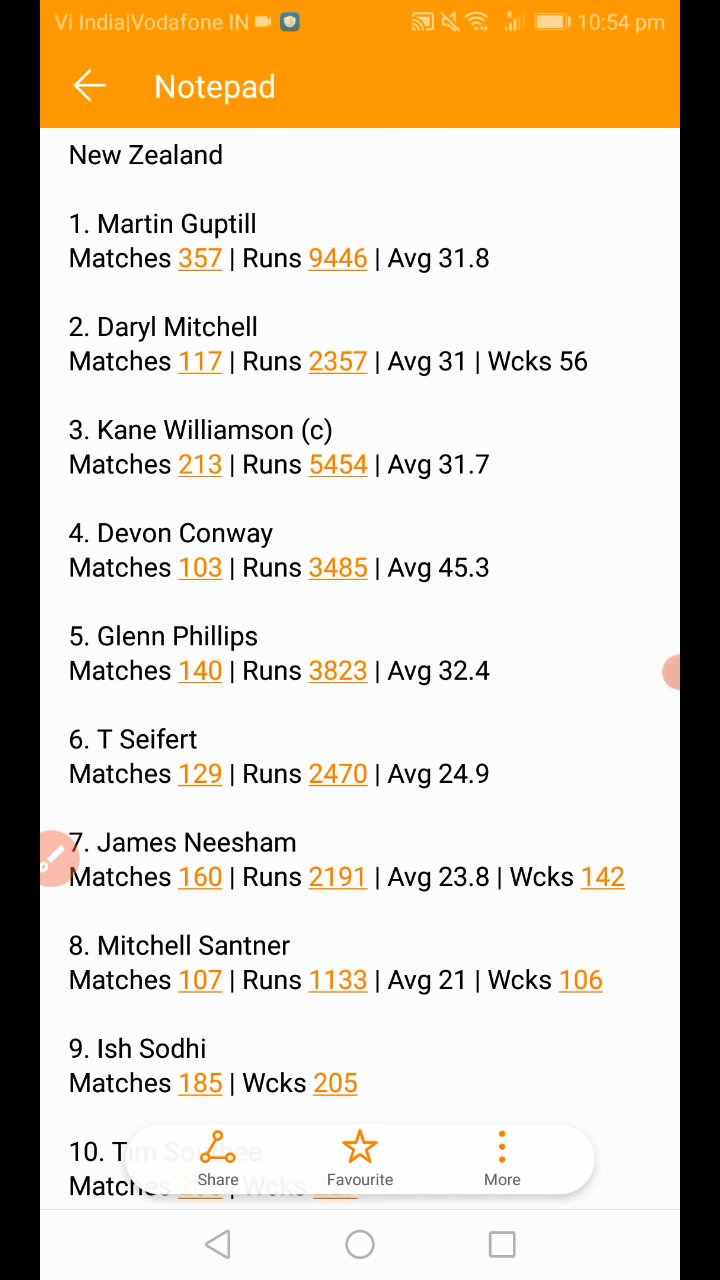 Vi India|Vodafone IN 10:54 pm
Notepad
New Zealand
1. Martin Guptill
Matches 357 | Runs 9446 | Avg 31.8
2. Daryl Mitchell
Matches 117 | Runs 2357 | Avg 31 | Wcks 56
3. Kane Williamson (c)
Matches 213 | Runs 5454 | Avg 31.7
4. Devon Conway
Matches 103 | Runs 3485 | Avg 45.3
5. Glenn Phillips
Matches 140 | Runs 3823 | Avg 32.4
6. T Seifert
Matches 129 | Runs 2470 | Avg 24.9
7. James Neesham
Matches 160 | Runs 2191 | Avg 23.8 | Wcks 142
8. Mitchell Santner
Matches 107 | Runs 1133 | Avg 21 | Wcks 106
9. Ish Sodhi
Matches 185 | Wcks 205
10. Tim Southee
Matches | Wcks
Share Favourite More